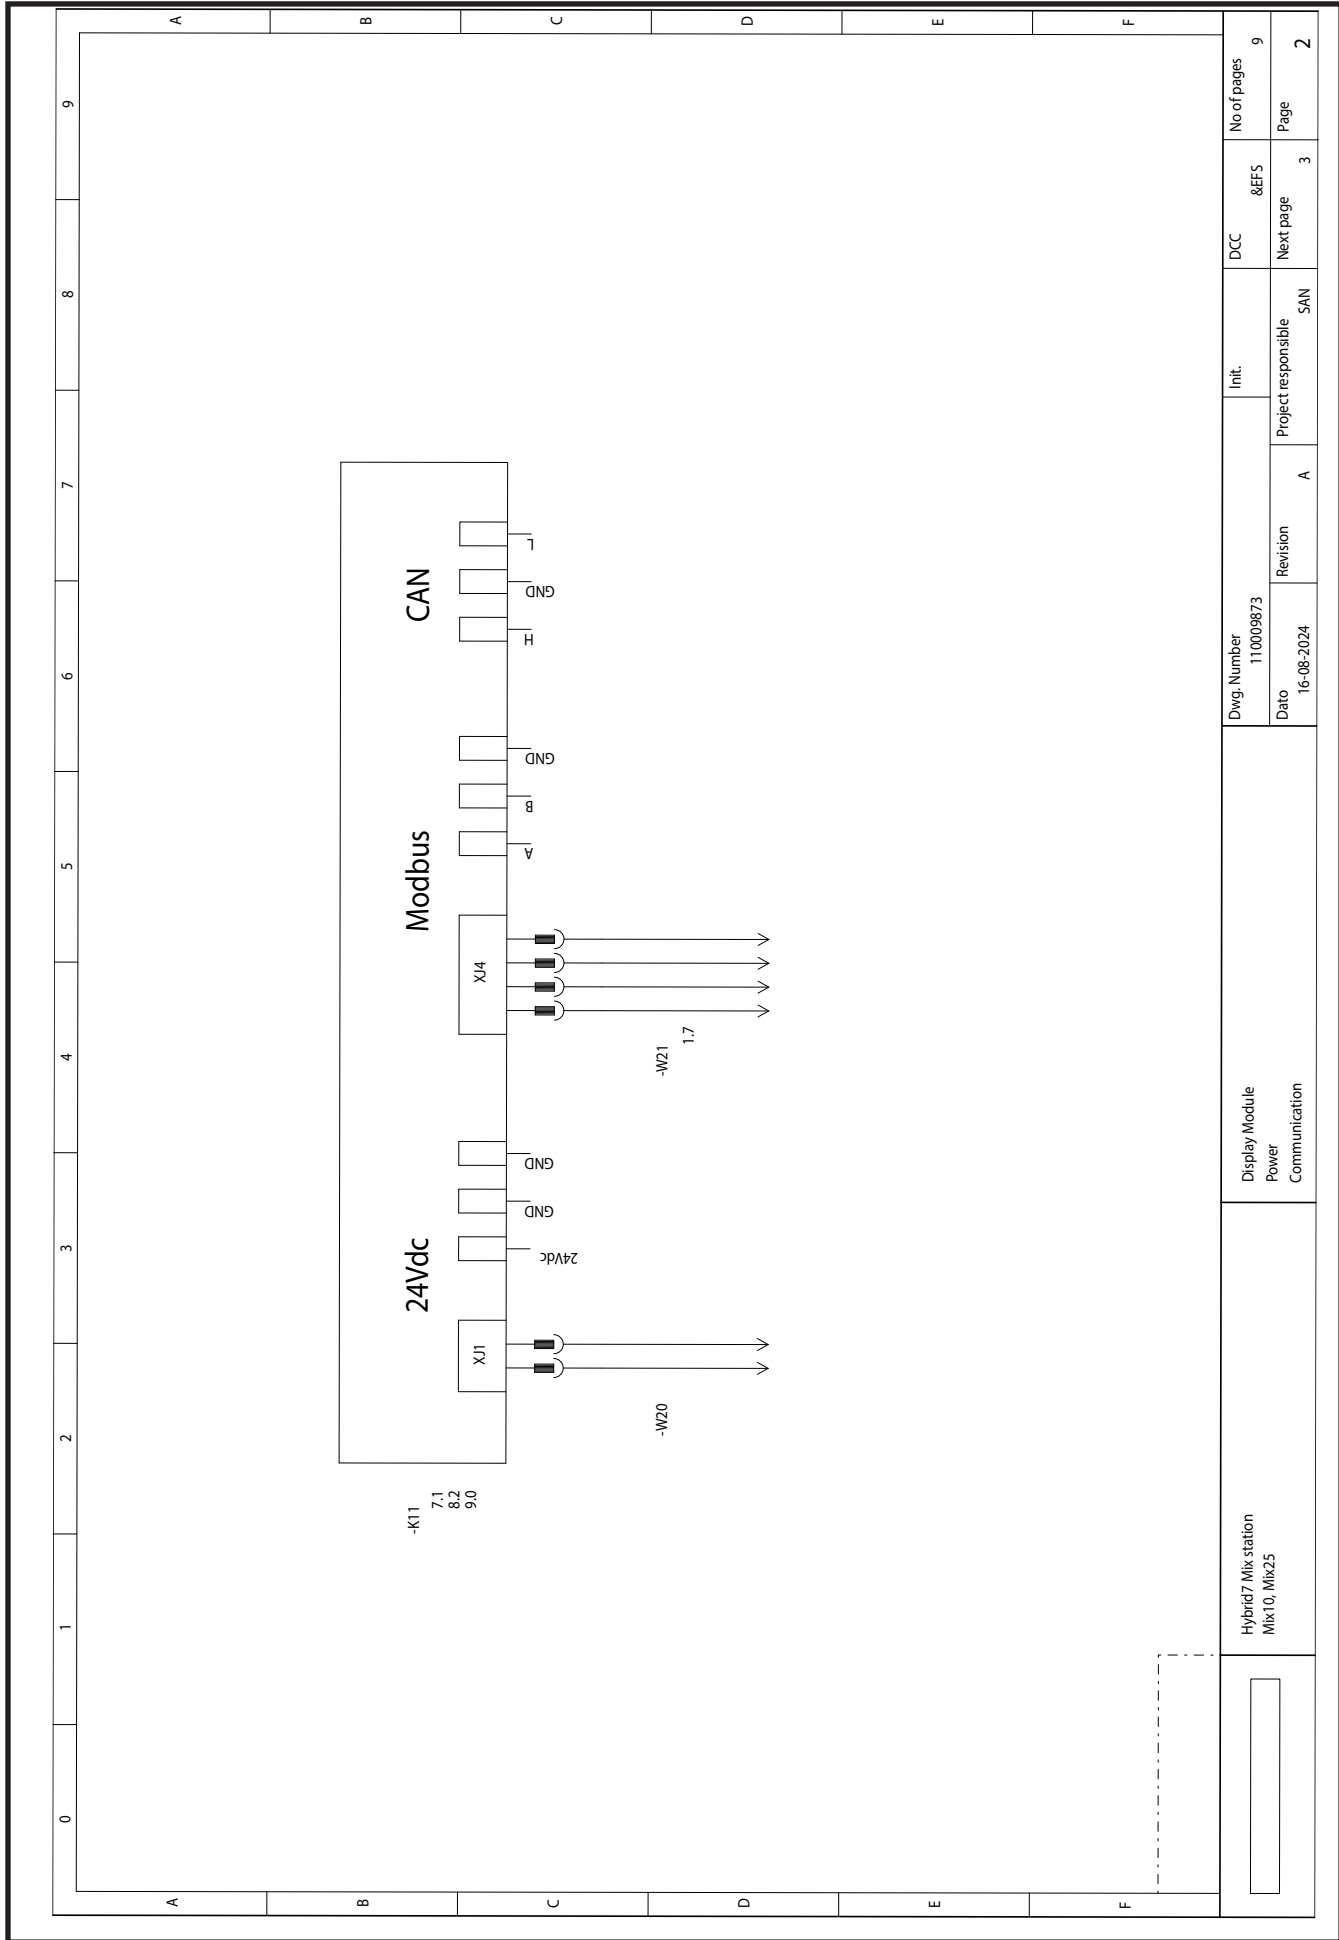 0 1 2 3 4 5 6 7 8 9
A A
B B
C C
D D
E E
F F
-K11
7.1
8.2
9.0
24Vdc Modbus CAN
XJ1 XJ4
24Vdc GND GND A B GND H GND L
-W20 -W21
1.7
Hybrid7 Mix station
Mix10, Mix25
Display Module
Power
Communication
Dwg. Number Init. DCC No of pages
110009873 &EFS 9
Dato Revision Project responsible Next page Page
16-08-2024 A SAN 3 2